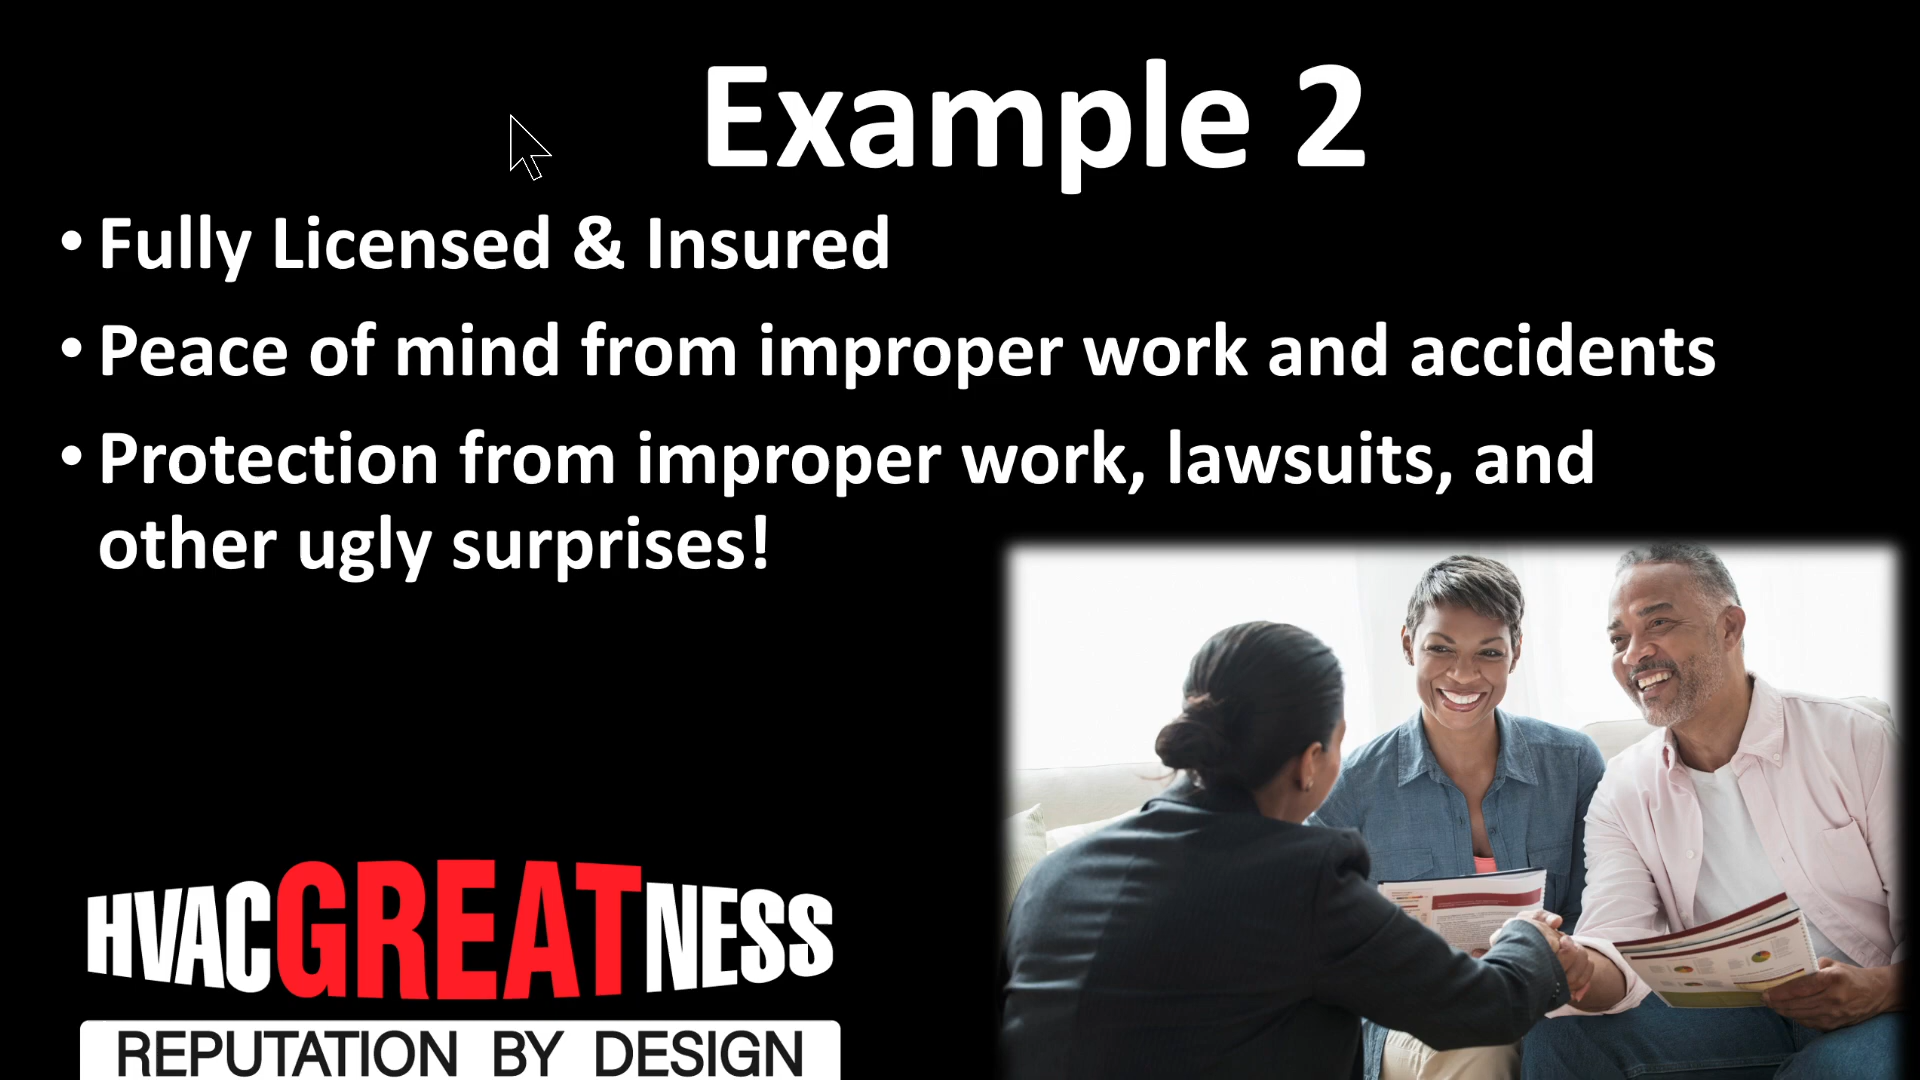 Example 2
• Fully Licensed & Insured
• Peace of mind from improper work and accidents
• Protection from improper work, lawsuits, and
other ugly surprises!
HVACGREATNESS
REPUTATION BY DESIGN